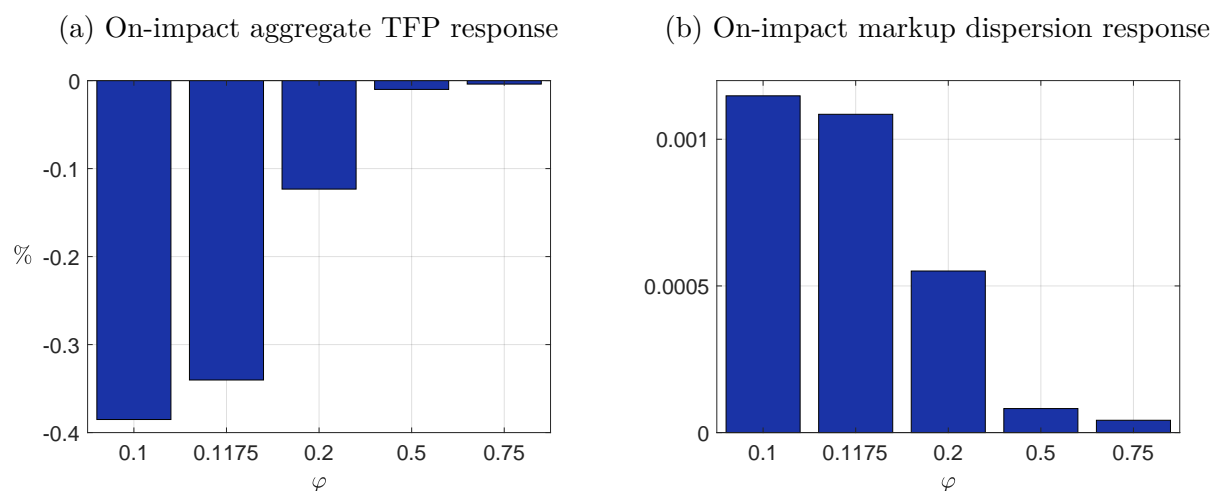 (a) On-impact aggregate TFP response
0
-0.1
% -0.2
-0.3
-0.4
0.1 0.1175 0.2 0.5 0.75
φ
(b) On-impact markup dispersion response
0.001
0.0005
0
0.1 0.1175 0.2 0.5 0.75
φ